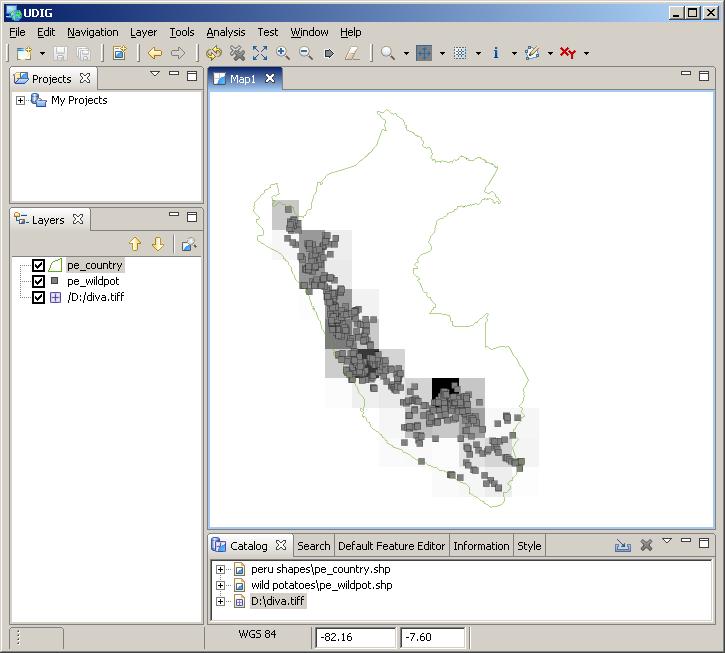 UDIG
File Edit Navigation Layer Tools Analysis Test Window Help
Projects
My Projects
Layers
pe_country
pe_wildpot
/D:/diva.tiff
Map1
Catalog Search Default Feature Editor Information Style
peru shapes\pe_country.shp
wild potatoes\pe_wildpot.shp
D:\diva.tiff
WGS 84 -82.16 -7.60